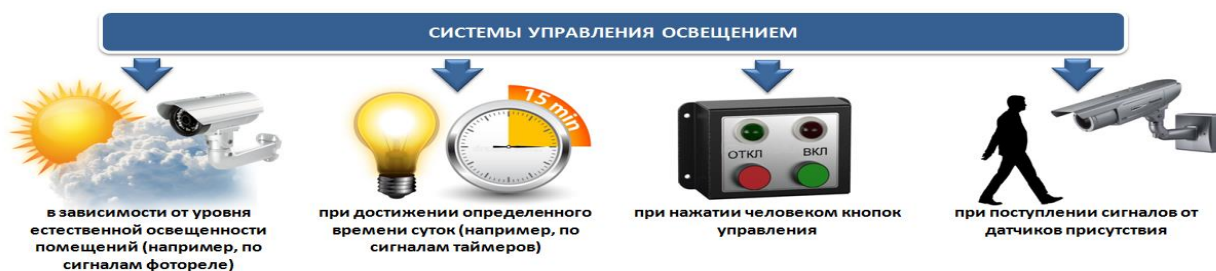 СИСТЕМЫ УПРАВЛЕНИЯ ОСВЕЩЕНИЕМ
15 min
ОТКЛ ВКЛ
в зависимости от уровня
естественной освещенности
помещений (например, по
сигналам фотореле)
при достижении определенного
времени суток (например, по
сигналам таймеров)
при нажатии человеком кнопок
управления
при поступлении сигналов от
датчиков присутствия